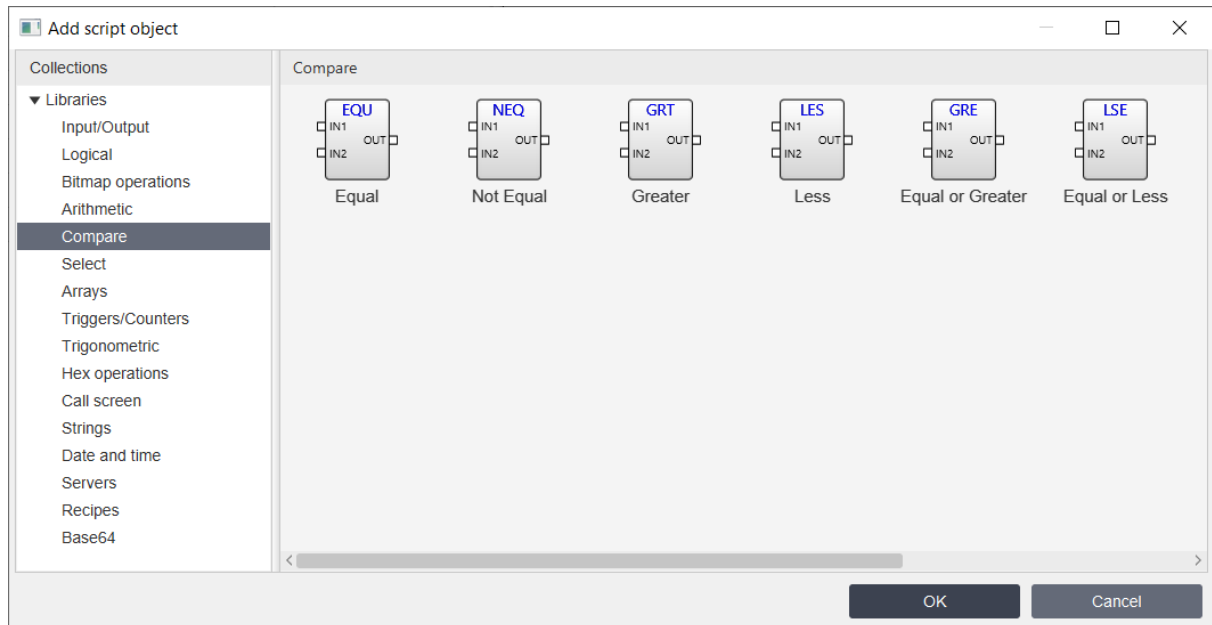 Add script object
Collections
Compare
Libraries
Input/Output
Logical
Bitmap operations
Arithmetic
Compare
Select
Arrays
Triggers/Counters
Trigonometric
Hex operations
Call screen
Strings
Date and time
Servers
Recipes
Base64
EQU
IN1
OUT
IN2
Equal
NEQ
IN1
OUT
IN2
Not Equal
GRT
IN1
OUT
IN2
Greater
LES
IN1
OUT
IN2
Less
GRE
IN1
OUT
IN2
Equal or Greater
LSE
IN1
OUT
IN2
Equal or Less
OK
Cancel